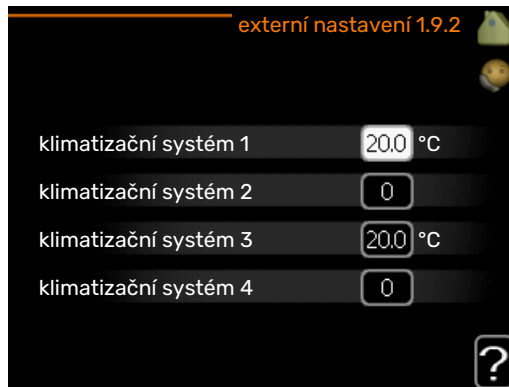 externí nastavení 1.9.2
klimatizační systém 1 20.0 °C
klimatizační systém 2 0
klimatizační systém 3 20.0 °C
klimatizační systém 4 0
?